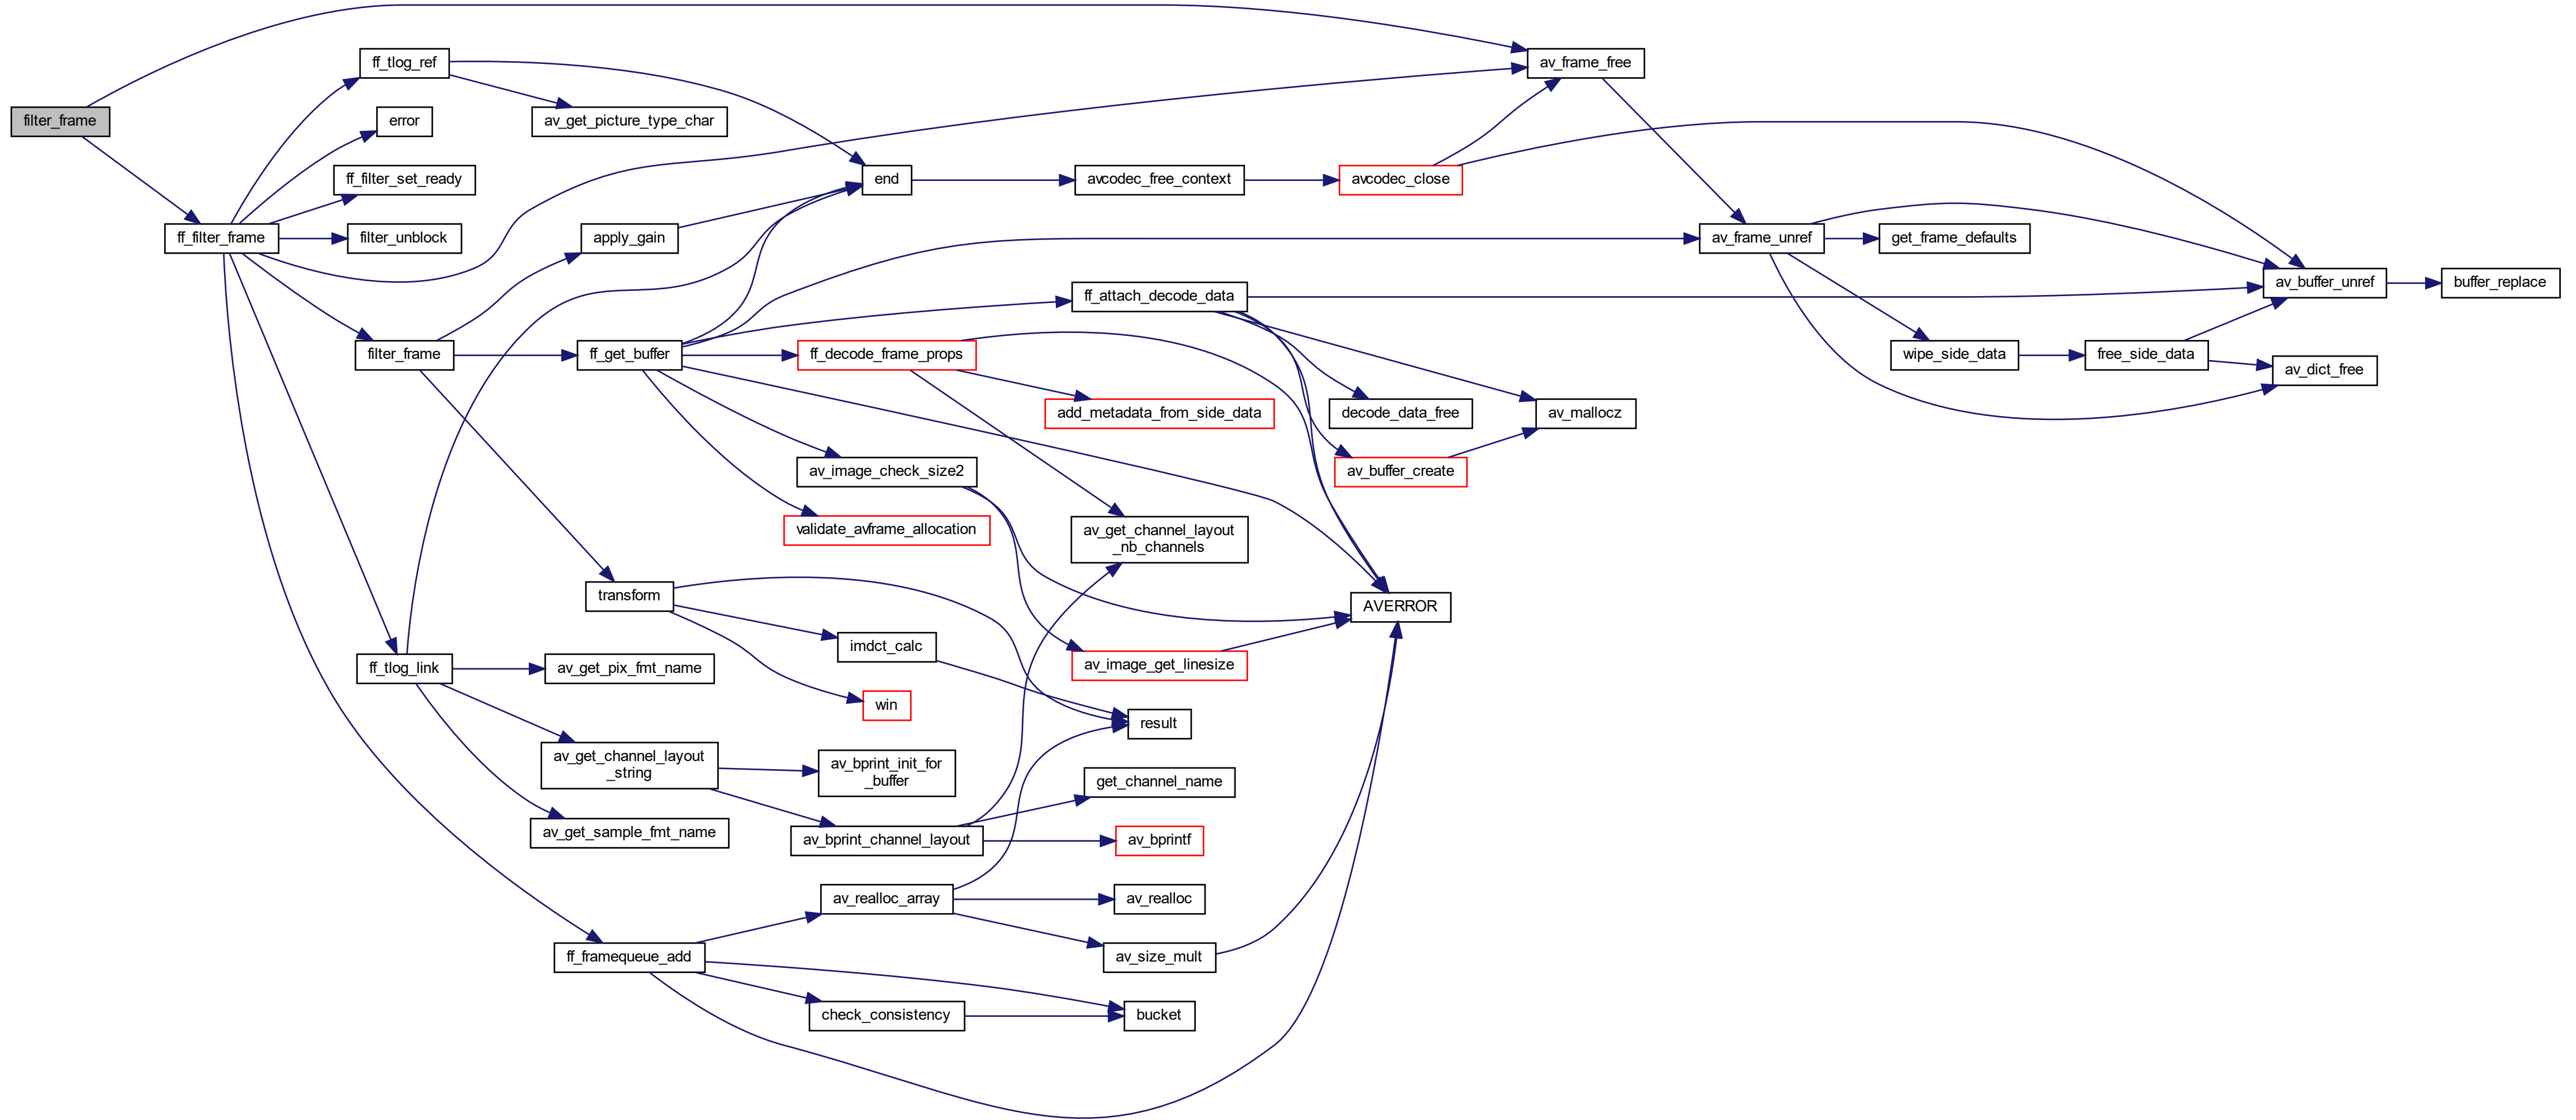 filter_frame
ff_filter_frame
ff_tlog_ref
error
ff_filter_set_ready
filter_unblock
filter_frame
ff_tlog_link
av_get_picture_type_char
apply_gain
ff_get_buffer
transform
av_get_pix_fmt_name
av_get_channel_layout
_string
av_get_sample_fmt_name
ff_framequeue_add
end
ff_decode_frame_props
av_image_check_size2
validate_avframe_allocation
imdct_calc
win
av_bprint_init_for
_buffer
av_bprint_channel_layout
av_realloc_array
check_consistency
avcodec_free_context
ff_attach_decode_data
add_metadata_from_side_data
av_get_channel_layout
_nb_channels
av_image_get_linesize
result
get_channel_name
av_bprintf
av_realloc
av_size_mult
bucket
avcodec_close
decode_data_free
av_buffer_create
AVERROR
av_frame_free
av_mallocz
av_frame_unref
get_frame_defaults
wipe_side_data
free_side_data
av_buffer_unref
av_dict_free
buffer_replace